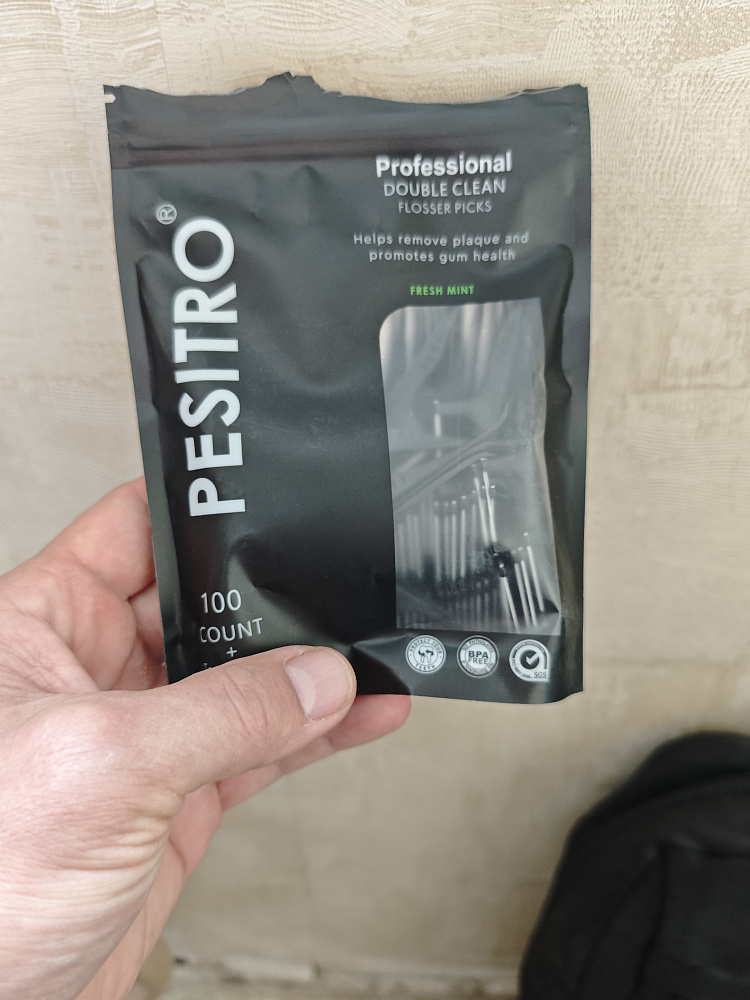 Professional
DOUBLE CLEAN
FLOSSER PICKS
Helps remove plaque and
promotes gum health
FRESH MINT
PESITRO®
100
COUNT
+
BPA
FREE
SGS